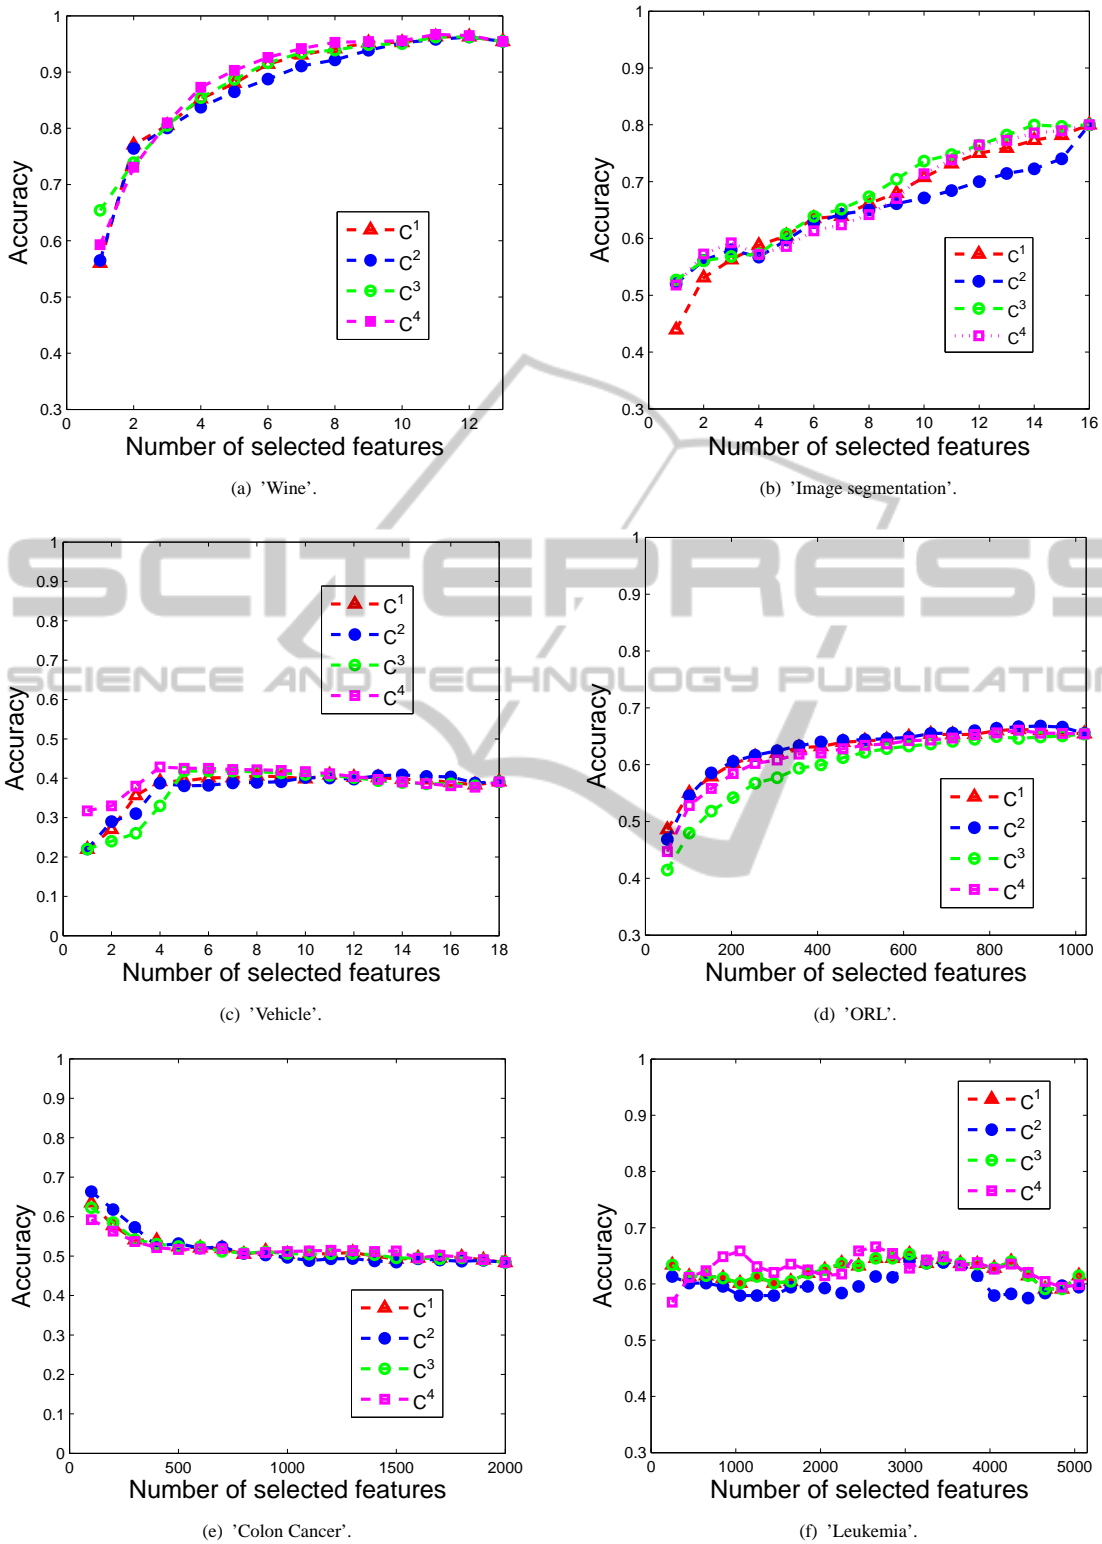 1
0.9
0.8
0.7
0.6
0.5
0.4
0.3
0 2 4 6 8 10 12
Accuracy
Number of selected features
C1
C2
C3
C4
(a) ’Wine’.
1
0.9
0.8
0.7
0.6
0.5
0.4
0.3
0 2 4 6 8 10 12 14 16
Accuracy
Number of selected features
C1
C2
C3
C4
(b) ’Image segmentation’.
SCITEPRESS
SCIENCE AND TECHNOLOGY PUBLICATION
1
0.9
0.8
0.7
0.6
0.5
0.4
0.3
0.2
0.1
0
0 2 4 6 8 10 12 14 16 18
Accuracy
Number of selected features
C1
C2
C3
C4
(c) ’Vehicle’.
1
0.9
0.8
0.7
0.6
0.5
0.4
0.3
0 200 400 600 800 1000
Accuracy
Number of selected features
C1
C2
C3
C4
(d) ’ORL’.
1
0.9
0.8
0.7
0.6
0.5
0.4
0.3
0.2
0.1
0
0 500 1000 1500 2000
Accuracy
Number of selected features
C1
C2
C3
C4
(e) ’Colon Cancer’.
1
0.9
0.8
0.7
0.6
0.5
0.4
0.3
0 1000 2000 3000 4000 5000
Accuracy
Number of selected features
C1
C2
C3
C4
(f) ’Leukemia’.